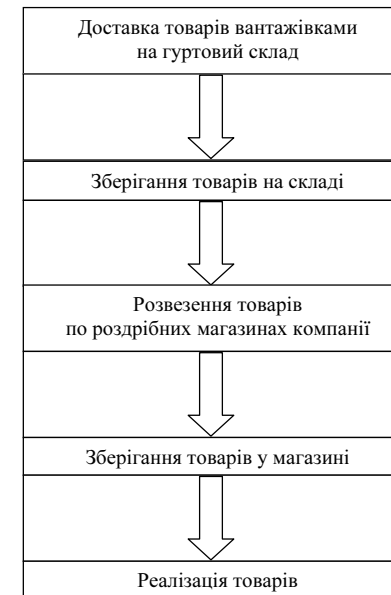 Доставка товарів вантажівками
на гуртовий склад
Зберігання товарів на складі
Розвезення товарів
по роздрібних магазинах компанії
Зберігання товарів у магазині
Реалізація товарів